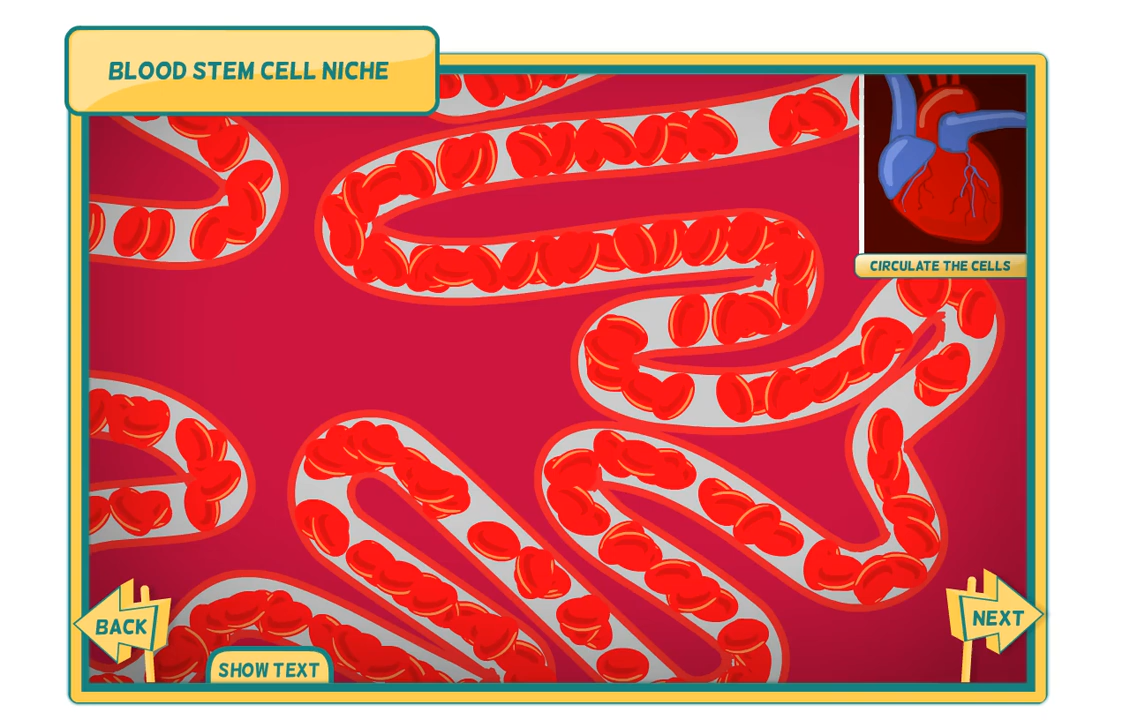 BLOOD STEM CELL NICHE
CIRCULATE THE CELLS
BACK
NEXT
SHOW TEXT